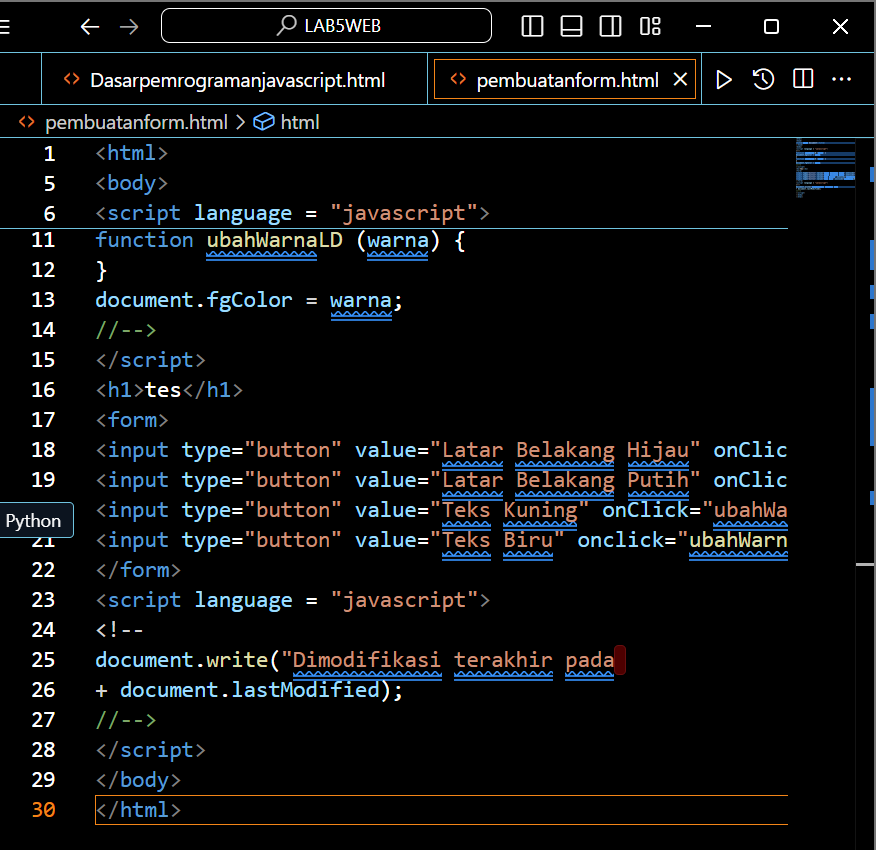 LAB5WEB
<> Dasarpemrogramanjavascript.html
<> pembuatanform.html
<> pembuatanform.html > html
1 <html>
5 <body>
6 <script language = "javascript">
11 function ubahWarnaLD (warna) {
12 }
13 document.fgColor = warna;
14 //-->
15 </script>
16 <h1>tes</h1>
17 <form>
18 <input type="button" value="Latar Belakang Hijau" onClic
19 <input type="button" value="Latar Belakang Putih" onClic
Python <input type="button" value="Teks Kuning" onClick="ubahWa
21 <input type="button" value="Teks Biru" onclick="ubahWarn
22 </form>
23 <script language = "javascript">
24 <!--
25 document.write("Dimodifikasi terakhir pada
26 + document.lastModified);
27 //-->
28 </script>
29 </body>
30 </html>